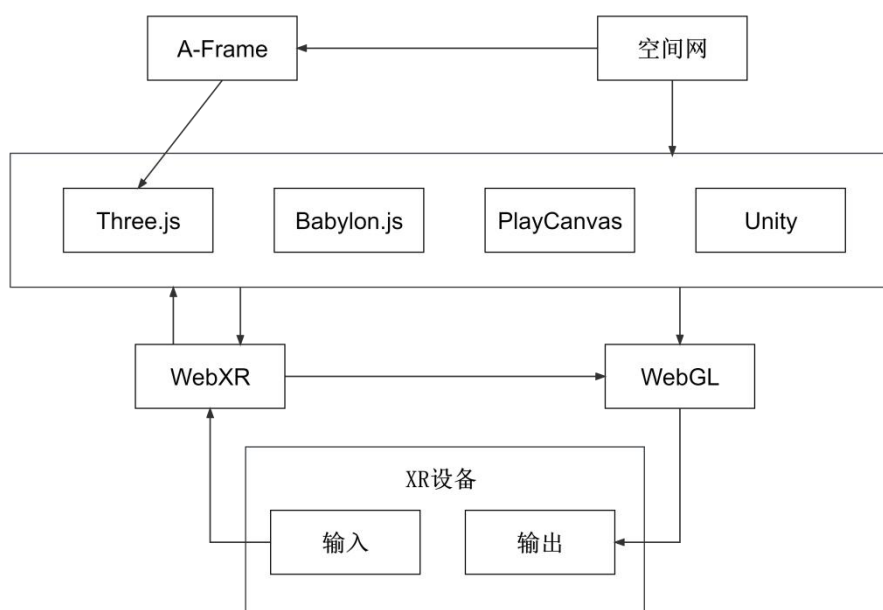 A-Frame
空间网
Three.js
Babylon.js
PlayCanvas
Unity
WebXR
WebGL
XR设备
输入
输出